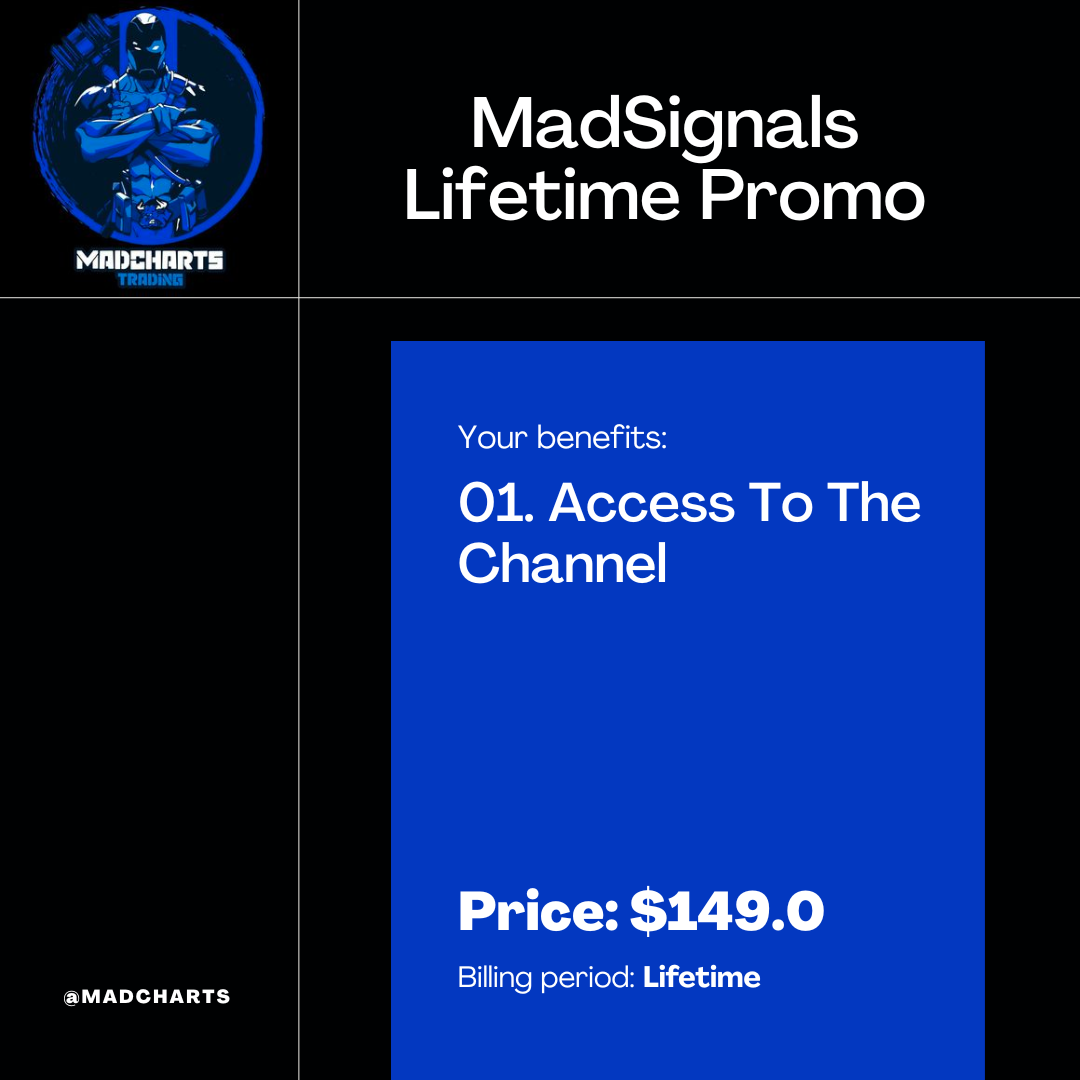 MADCHARTS
TRADING
MadSignals
Lifetime Promo
Your benefits:
01. Access To The
Channel
Price: $149.0
Billing period: Lifetime
@MADCHARTS